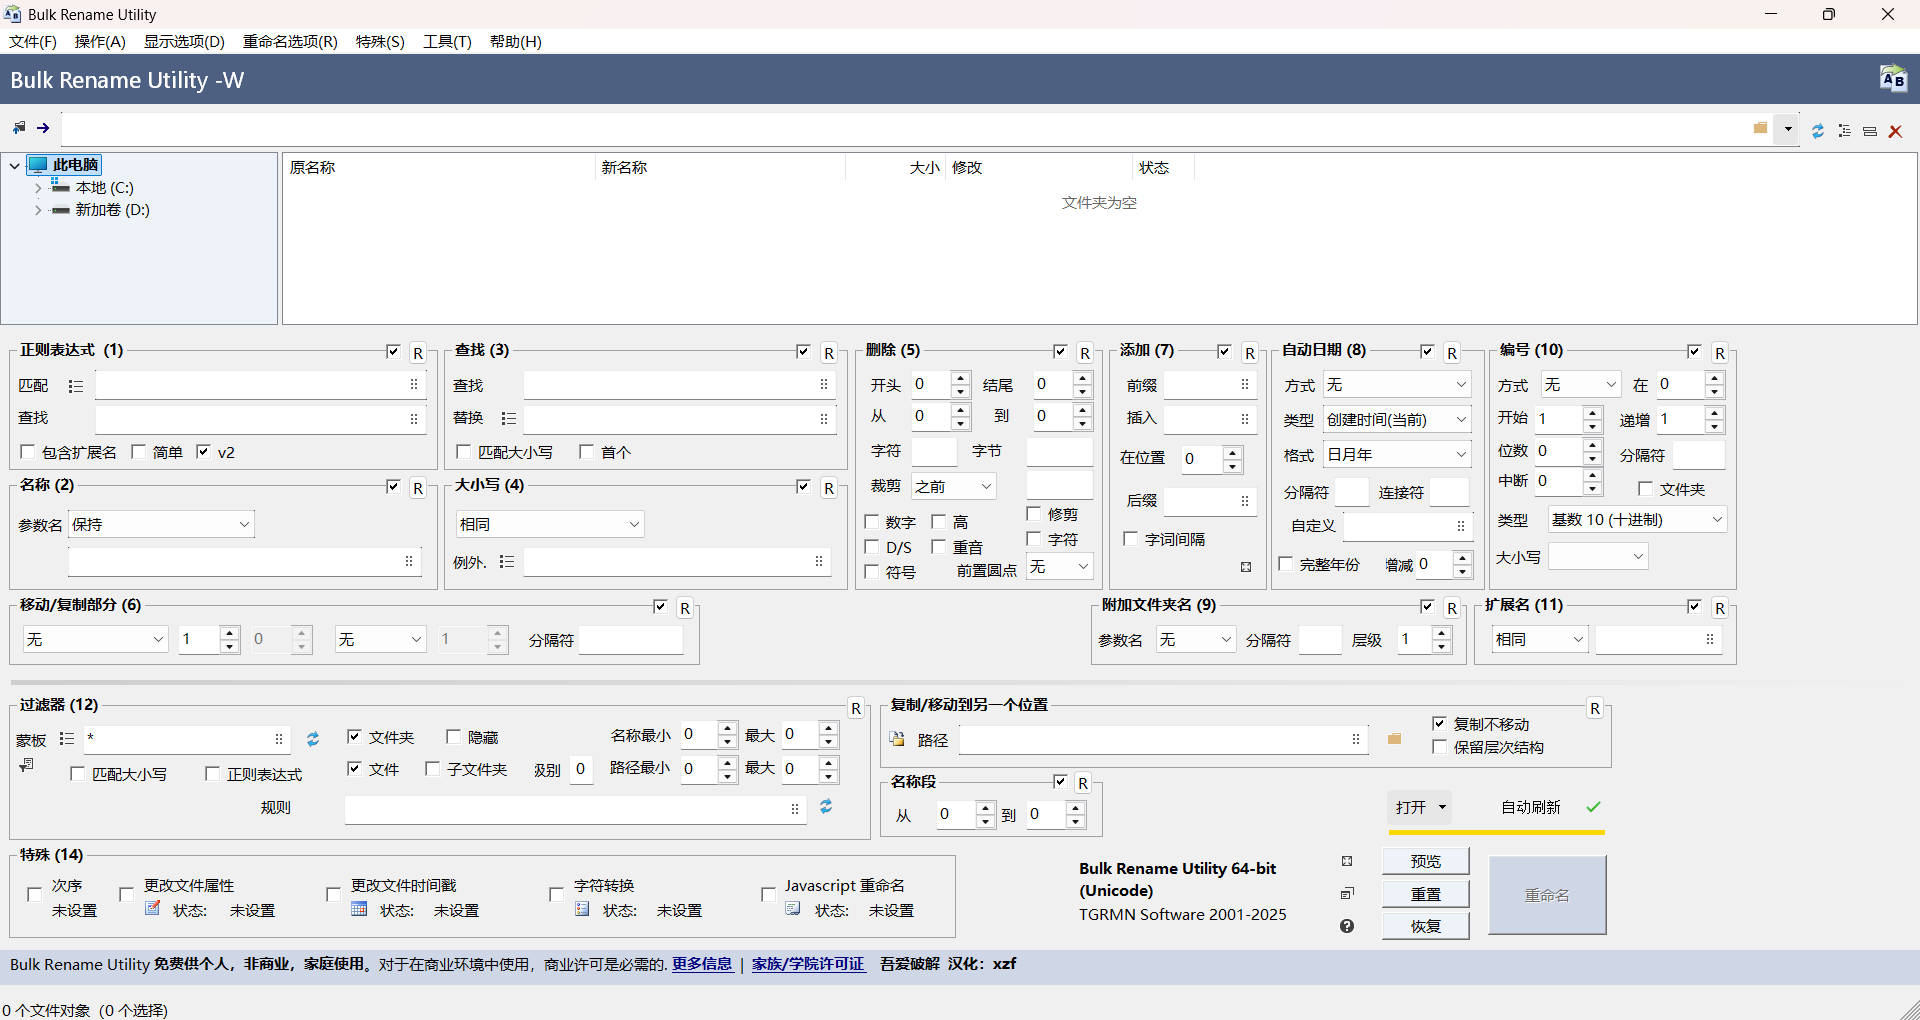 Bulk Rename Utility
文件(F) 操作(A) 显示选项(D) 重命名选项(R) 特殊(S) 工具(T) 帮助(H)
Bulk Rename Utility -W
此电脑
本地 (C:)
新加卷 (D:)
原名称 新名称 大小 修改 状态
文件夹为空
正则表达式 (1) R
匹配
查找
包含扩展名 简单 v2
查找 (3) R
查找
替换
匹配大小写 首个
名称 (2) R
参数名 保持
大小写 (4) R
相同
例外.
删除 (5) R
开头 0 结尾 0
从 0 到 0
字符 字节
裁剪 之前
数字 高 修剪
D/S 重音 字符
符号 前置圆点 无
添加 (7) R
前缀
插入
在位置 0
后缀
字词间隔
自动日期 (8) R
方式 无
类型 创建时间(当前)
格式 日月年
分隔符 连接符
自定义
完整年份 增减 0
编号 (10) R
方式 无 在 0
开始 1 递增 1
位数 0 分隔符
中断 0 文件夹
类型 基数 10 (十进制)
大小写
移动/复制部分 (6) R
无 1 0 无 1 分隔符
附加文件夹名 (9) R
参数名 无 分隔符 层级 1
扩展名 (11) R
相同
过滤器 (12) R
蒙板 * 文件夹 隐藏 名称最小 0 最大 0
匹配大小写 正则表达式 文件 子文件夹 级别 0 路径最小 0 最大 0
规则
复制/移动到另一个位置 R
路径 复制不移动
保留层次结构
名称段 R
从 0 到 0
打开 自动刷新
特殊 (14)
次序 更改文件属性 更改文件时间戳 字符转换 Javascript 重命名
未设置 状态: 未设置 状态: 未设置 状态: 未设置 状态: 未设置
Bulk Rename Utility 64-bit
(Unicode)
TGRMN Software 2001-2025
预览
重置
恢复
重命名
Bulk Rename Utility 免费供个人，非商业，家庭使用。对于在商业环境中使用，商业许可是必需的. 更多信息 | 家族/学院许可证 吾爱破解 汉化：xzf
0 个文件对象 (0 个选择)